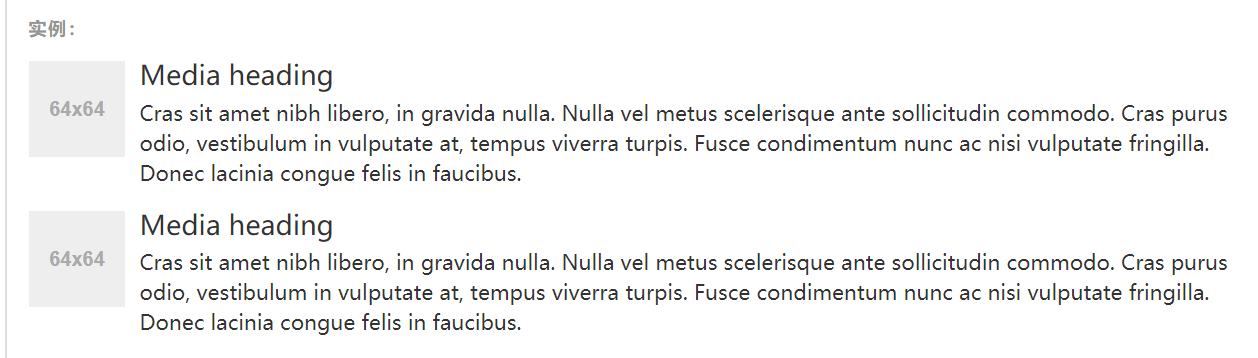 实例：
64x64
Media heading
Cras sit amet nibh libero, in gravida nulla. Nulla vel metus scelerisque ante sollicitudin commodo. Cras purus
odio, vestibulum in vulputate at, tempus viverra turpis. Fusce condimentum nunc ac nisi vulputate fringilla.
Donec lacinia congue felis in faucibus.
64x64
Media heading
Cras sit amet nibh libero, in gravida nulla. Nulla vel metus scelerisque ante sollicitudin commodo. Cras purus
odio, vestibulum in vulputate at, tempus viverra turpis. Fusce condimentum nunc ac nisi vulputate fringilla.
Donec lacinia congue felis in faucibus.